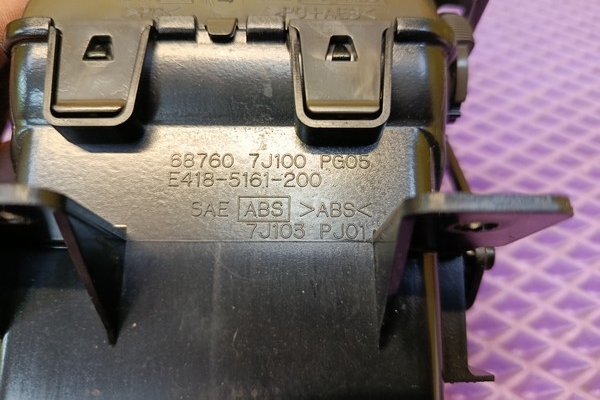 68760 7J100 PG05
E418-5161-200
SAE ABS >ABS<
7J103 PJ01